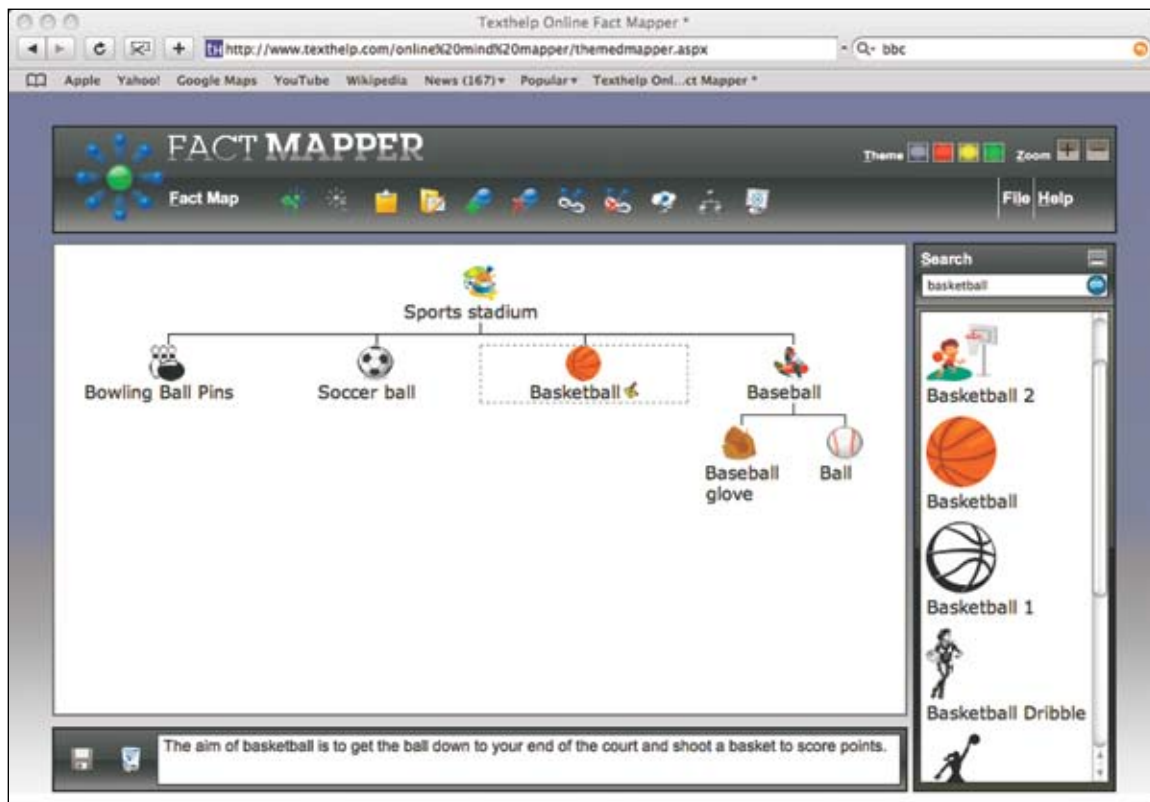 Texthelp Online Fact Mapper *
http://www.texthelp.com/online%20mind%20mapper/themedmapper.aspx
bbc
Apple Yahoo! Google Maps YouTube Wikipedia News (167) Popular Texthelp Onl...ct Mapper *
FACT MAPPER
Theme Zoom
Fact Map
File Help
Search
basketball
Sports stadium
Bowling Ball Pins Soccer ball Basketball Baseball
Baseball glove Ball
Basketball 2
Basketball
Basketball 1
Basketball Dribble
The aim of basketball is to get the ball down to your end of the court and shoot a basket to score points.